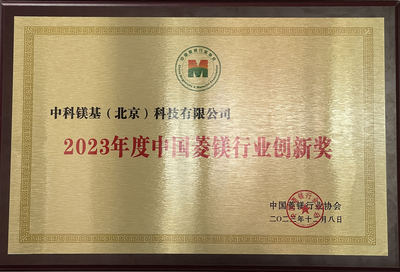 中科镁基（北京）科技有限公司
2023年度中国菱镁行业创新奖
中国菱镁行业协会
二〇二三年十二月八日